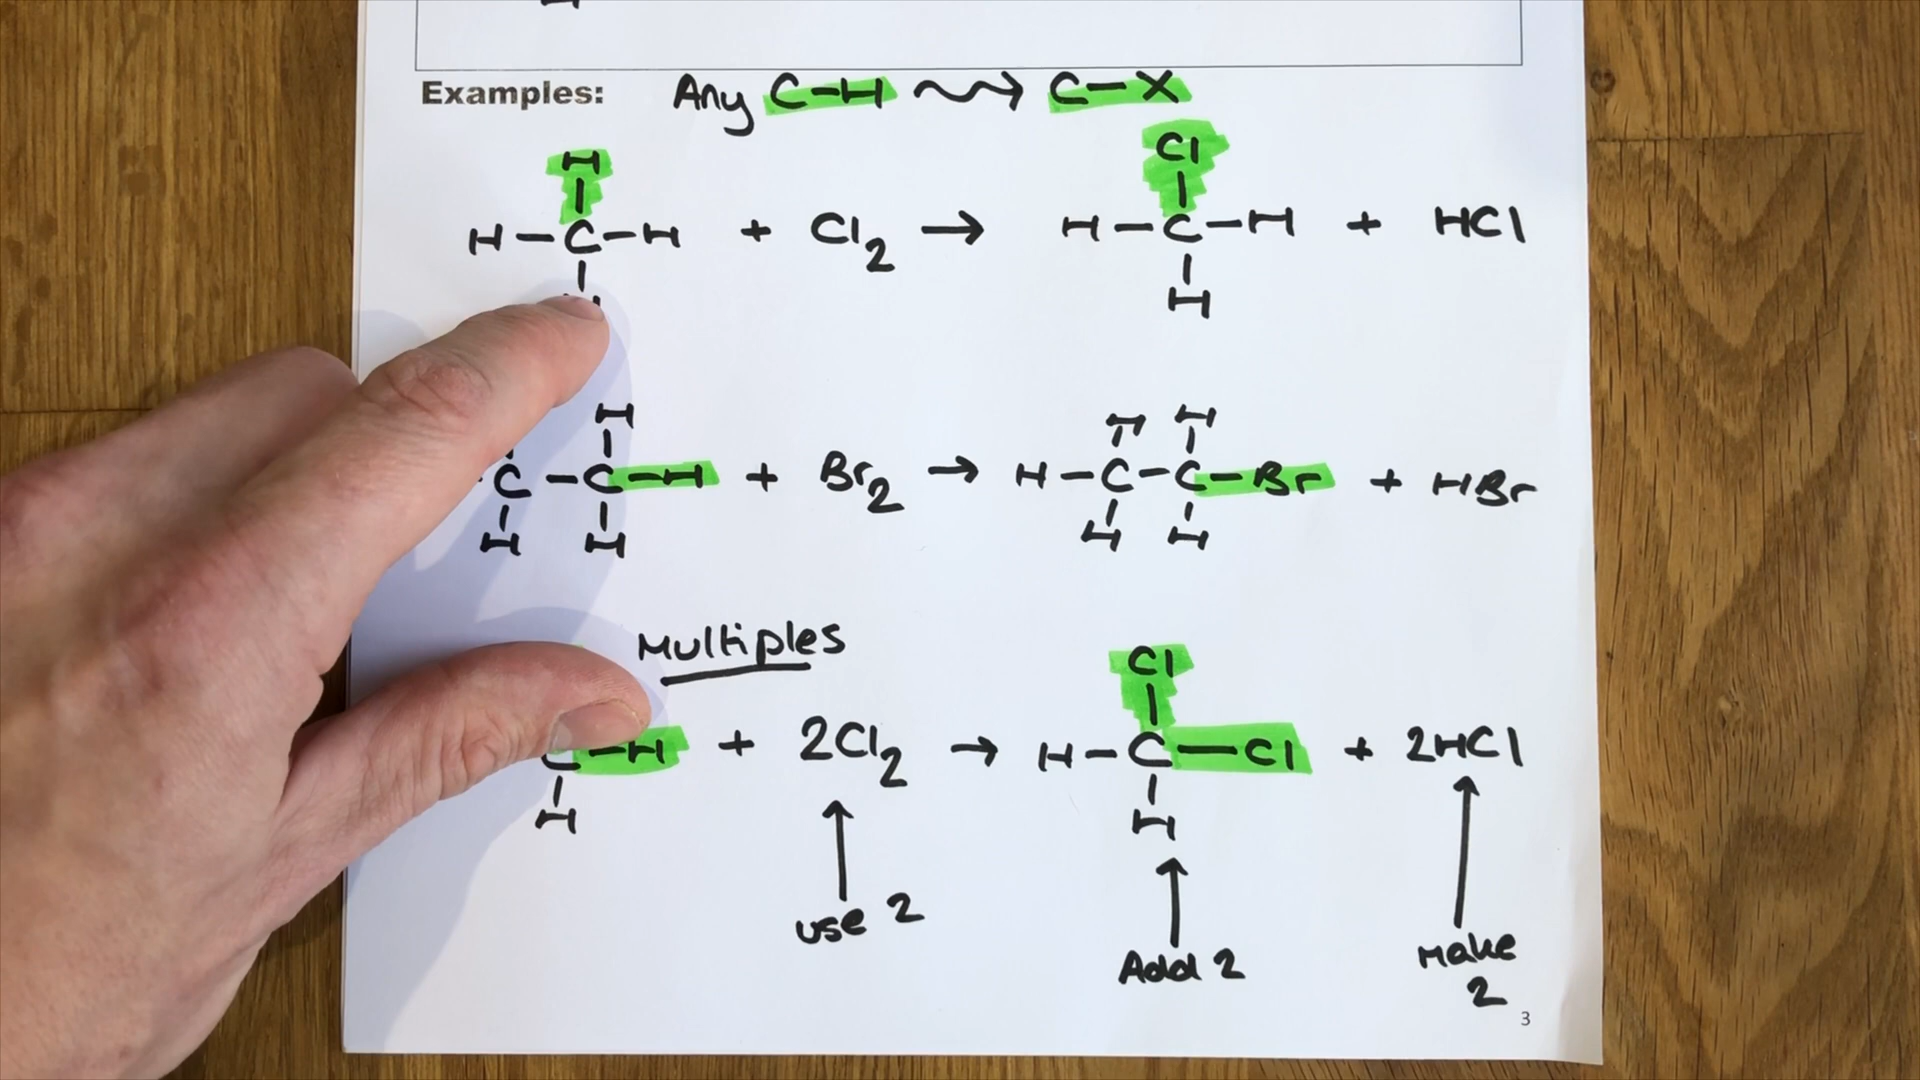 Examples: Any C-H ⇝ C-X
H Cl
H-C-H + Cl2 → H-C-H + HCl
H
H H H
C-C-H + Br2 → H-C-C-Br + HBr
H H H H
Multiples
Cl
C-H + 2Cl2 → H-C-Cl + 2HCl
H H
use 2
Add 2
Make
2
3